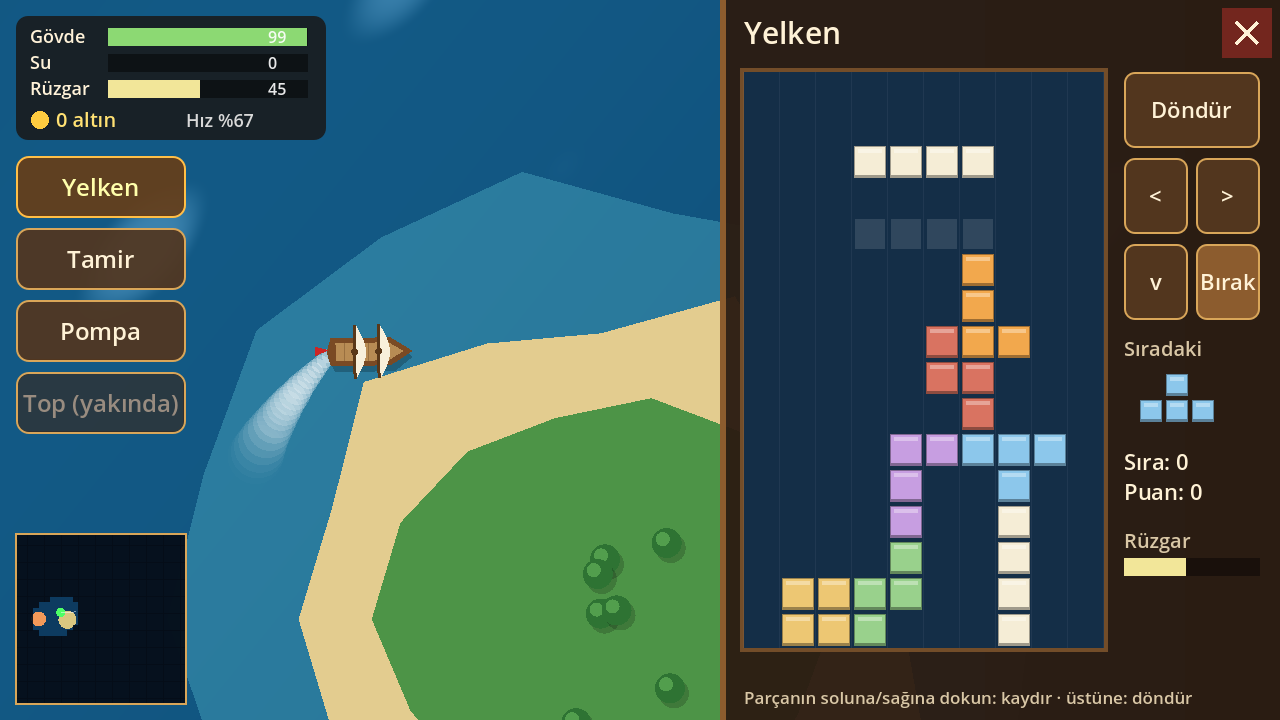 Gövde 99
Su 0
Rüzgar 45
0 altın Hız %67
Yelken
Tamir
Pompa
Top (yakında)
Yelken
Döndür
< >
v Bırak
Sıradaki
Sıra: 0
Puan: 0
Rüzgar
Parçanın soluna/sağına dokun: kaydır · üstüne: döndür